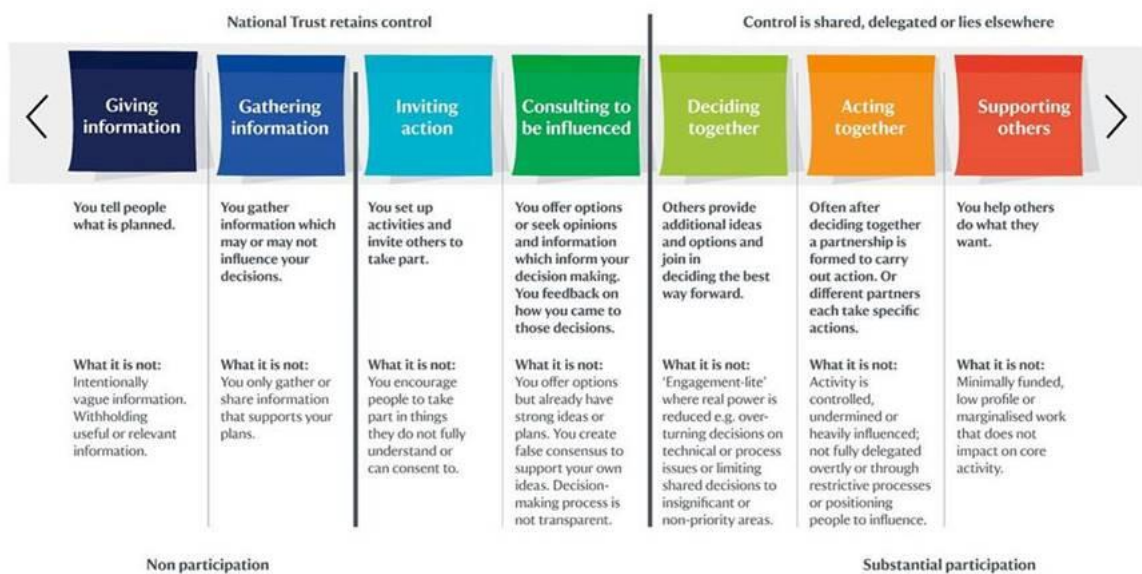 National Trust retains control
Control is shared, delegated or lies elsewhere
Giving
information
Gathering
information
Inviting
action
Consulting to
be influenced
Deciding
together
Acting
together
Supporting
others
You tell people
what is planned.
You gather
information which
may or may not
influence your
decisions.
You set up
activities and
invite others to
take part.
You offer options
or seek opinions
and information
which inform your
decision making.
You feedback on
how you came to
those decisions.
Others provide
additional ideas
and options and
join in
deciding the best
way forward.
Often after
deciding together
a partnership is
formed to carry
out action. Or
different partners
each take specific
actions.
You help others
do what they
want.
What it is not:
Intentionally
vague information.
Withholding
useful or relevant
information.
What it is not:
You only gather or
share information
that supports your
plans.
What it is not:
You encourage
people to take
part in things
they do not fully
understand or
can consent to.
What it is not:
You offer options
but already have
strong ideas or
plans. You create
false consensus to
support your own
ideas. Decision-
making process is
not transparent.
What it is not:
'Engagement-lite'
where real power is
reduced e.g. over-
turning decisions on
technical or process
issues or limiting
shared decisions to
insignificant or
non-priority areas.
What it is not:
Activity is
controlled,
undermined or
heavily influenced;
not fully delegated
overtly or through
restrictive processes
or positioning
people to influence.
What it is not:
Minimally funded,
low profile or
marginalised work
that does not
impact on core
activity.
Non participation
Substantial participation